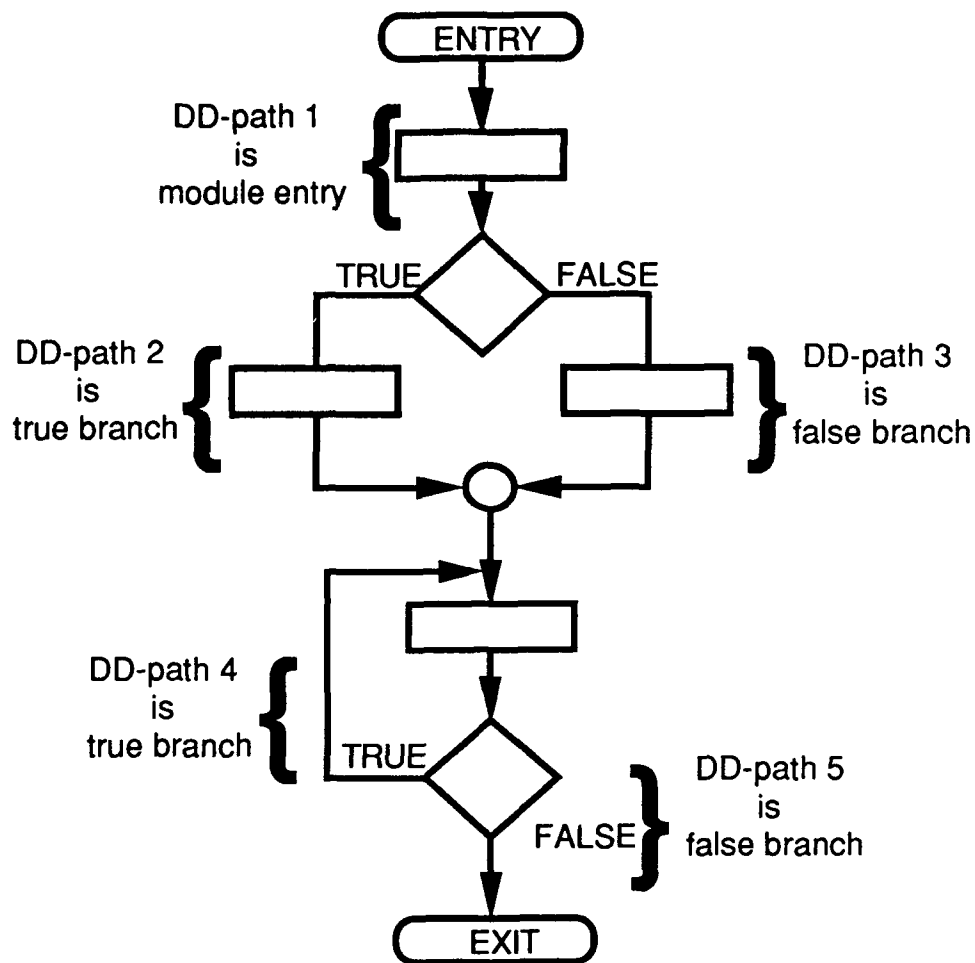 ENTRY
DD-path 1
is
module entry
TRUE
FALSE
DD-path 2
is
true branch
DD-path 3
is
false branch
DD-path 4
is
true branch
TRUE
FALSE
DD-path 5
is
false branch
EXIT